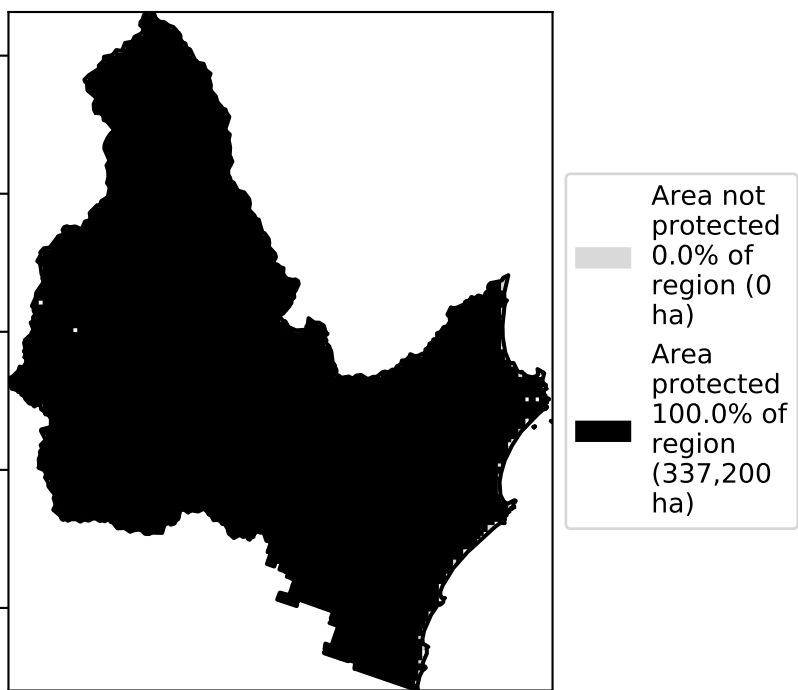 Area not
protected
0.0% of
region (0
ha)
Area
protected
100.0% of
region
(337,200
ha)